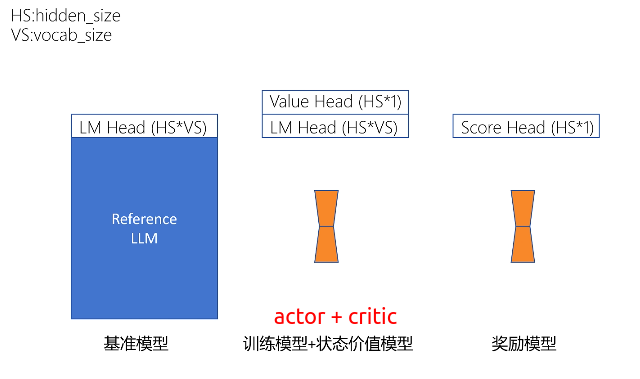 HS:hidden_size
VS:vocab_size
Value Head (HS*1)
LM Head (HS*VS)
LM Head (HS*VS)
Score Head (HS*1)
Reference
LLM
actor + critic
基准模型
训练模型+状态价值模型
奖励模型